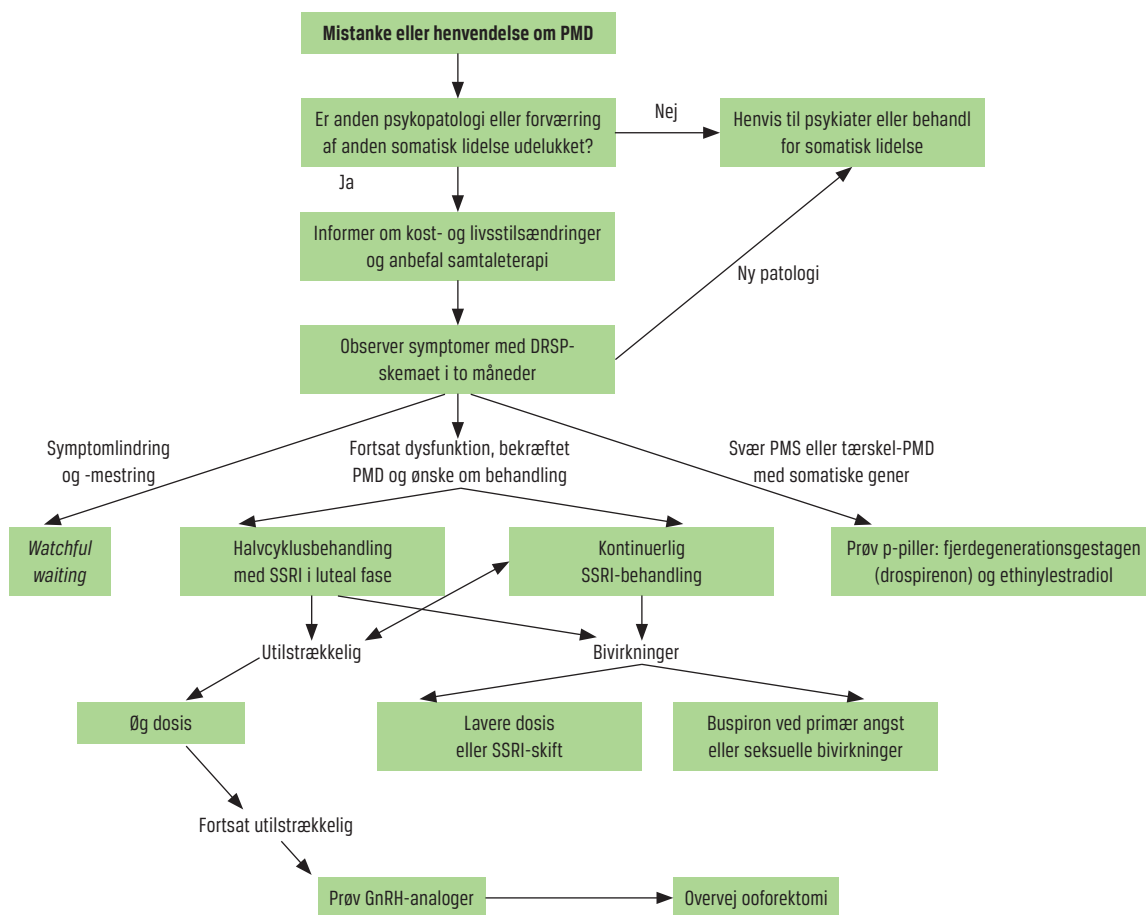 Mistanke eller henvendelse om PMD
Er anden psykopatologi eller forværring
af anden somatisk lidelse udelukket?
Nej
Henvis til psykiater eller behandl
for somatisk lidelse
Ja
Informer om kost- og livsstilsændringer
og anbefal samtaleterapi
Ny patologi
Observer symptomer med DRSP-
skemaet i to måneder
Symptomlindring
og -mestring
Fortsat dysfunktion, bekræftet
PMD og ønske om behandling
Svær PMS eller tærskel-PMD
med somatiske gener
Watchful
waiting
Halvcyklusbehandling
med SSRI i luteal fase
Kontinuerlig
SSRI-behandling
Prøv p-piller: fjerdegenerationsgestagen
(drospirenon) og ethinylestradiol
Utilstrækkelig
Bivirkninger
Øg dosis
Lavere dosis
eller SSRI-skift
Buspiron ved primær angst
eller seksuelle bivirkninger
Fortsat utilstrækkelig
Prøv GnRH-analoger
Overvej ooforektomi